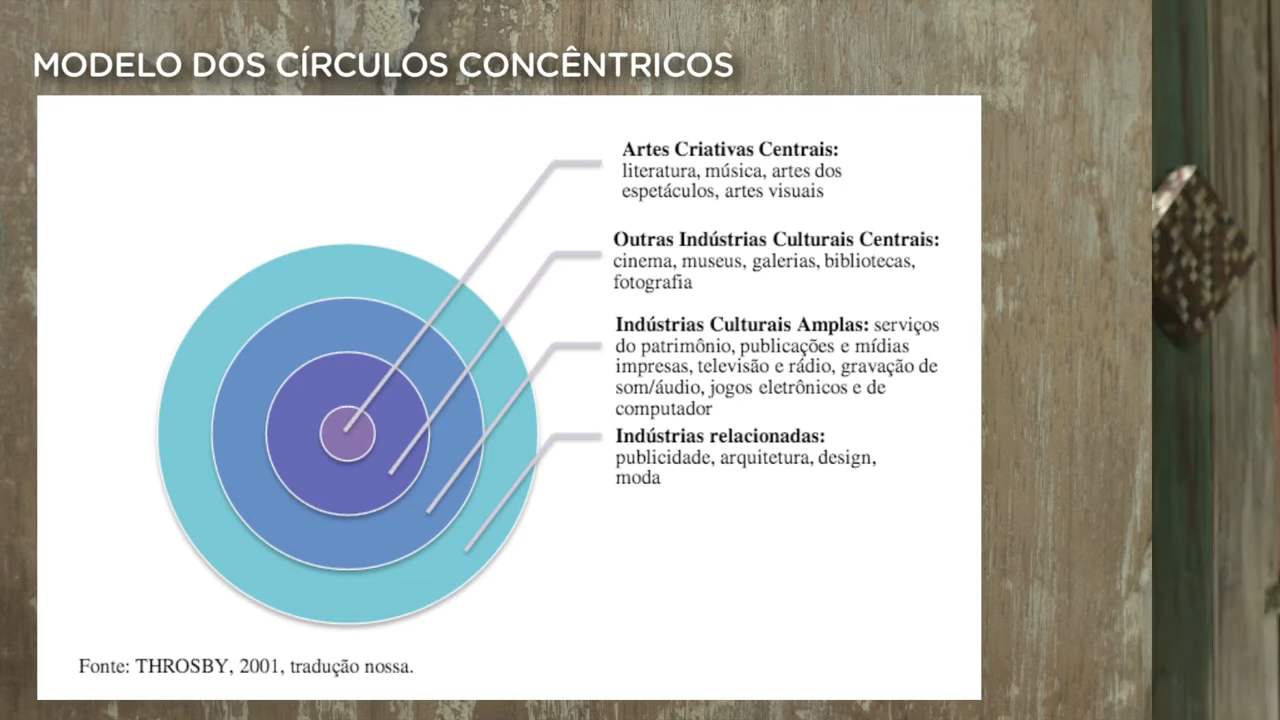 MODELO DOS CÍRCULOS CONCÊNTRICOS
Artes Criativas Centrais:
literatura, música, artes dos
espetáculos, artes visuais
Outras Indústrias Culturais Centrais:
cinema, museus, galerias, bibliotecas,
fotografia
Indústrias Culturais Amplas: serviços
do patrimônio, publicações e mídias
impresas, televisão e rádio, gravação de
som/áudio, jogos eletrônicos e de
computador
Indústrias relacionadas:
publicidade, arquitetura, design,
moda
Fonte: THROSBY, 2001, tradução nossa.